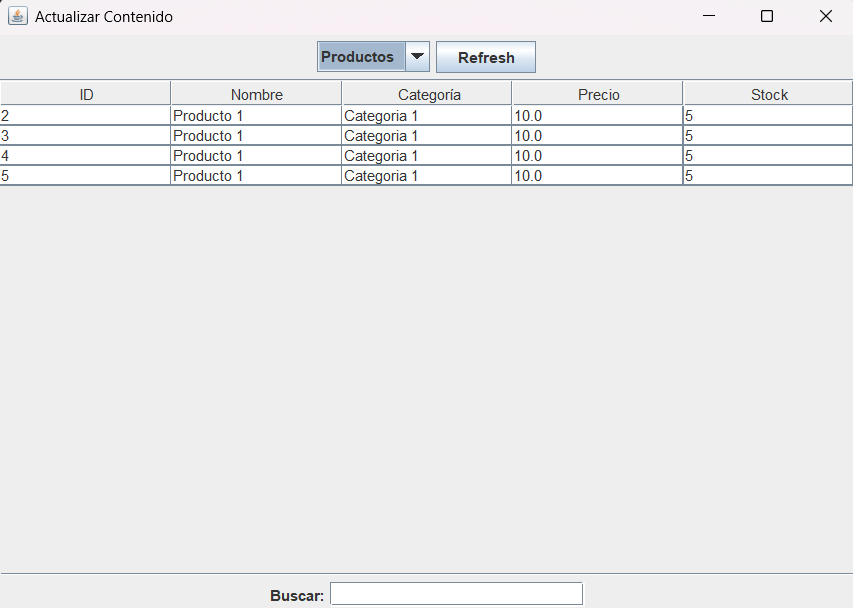 Actualizar Contenido
Productos Refresh
ID Nombre Categoría Precio Stock
2 Producto 1 Categoria 1 10.0 5
3 Producto 1 Categoria 1 10.0 5
4 Producto 1 Categoria 1 10.0 5
5 Producto 1 Categoria 1 10.0 5
Buscar: